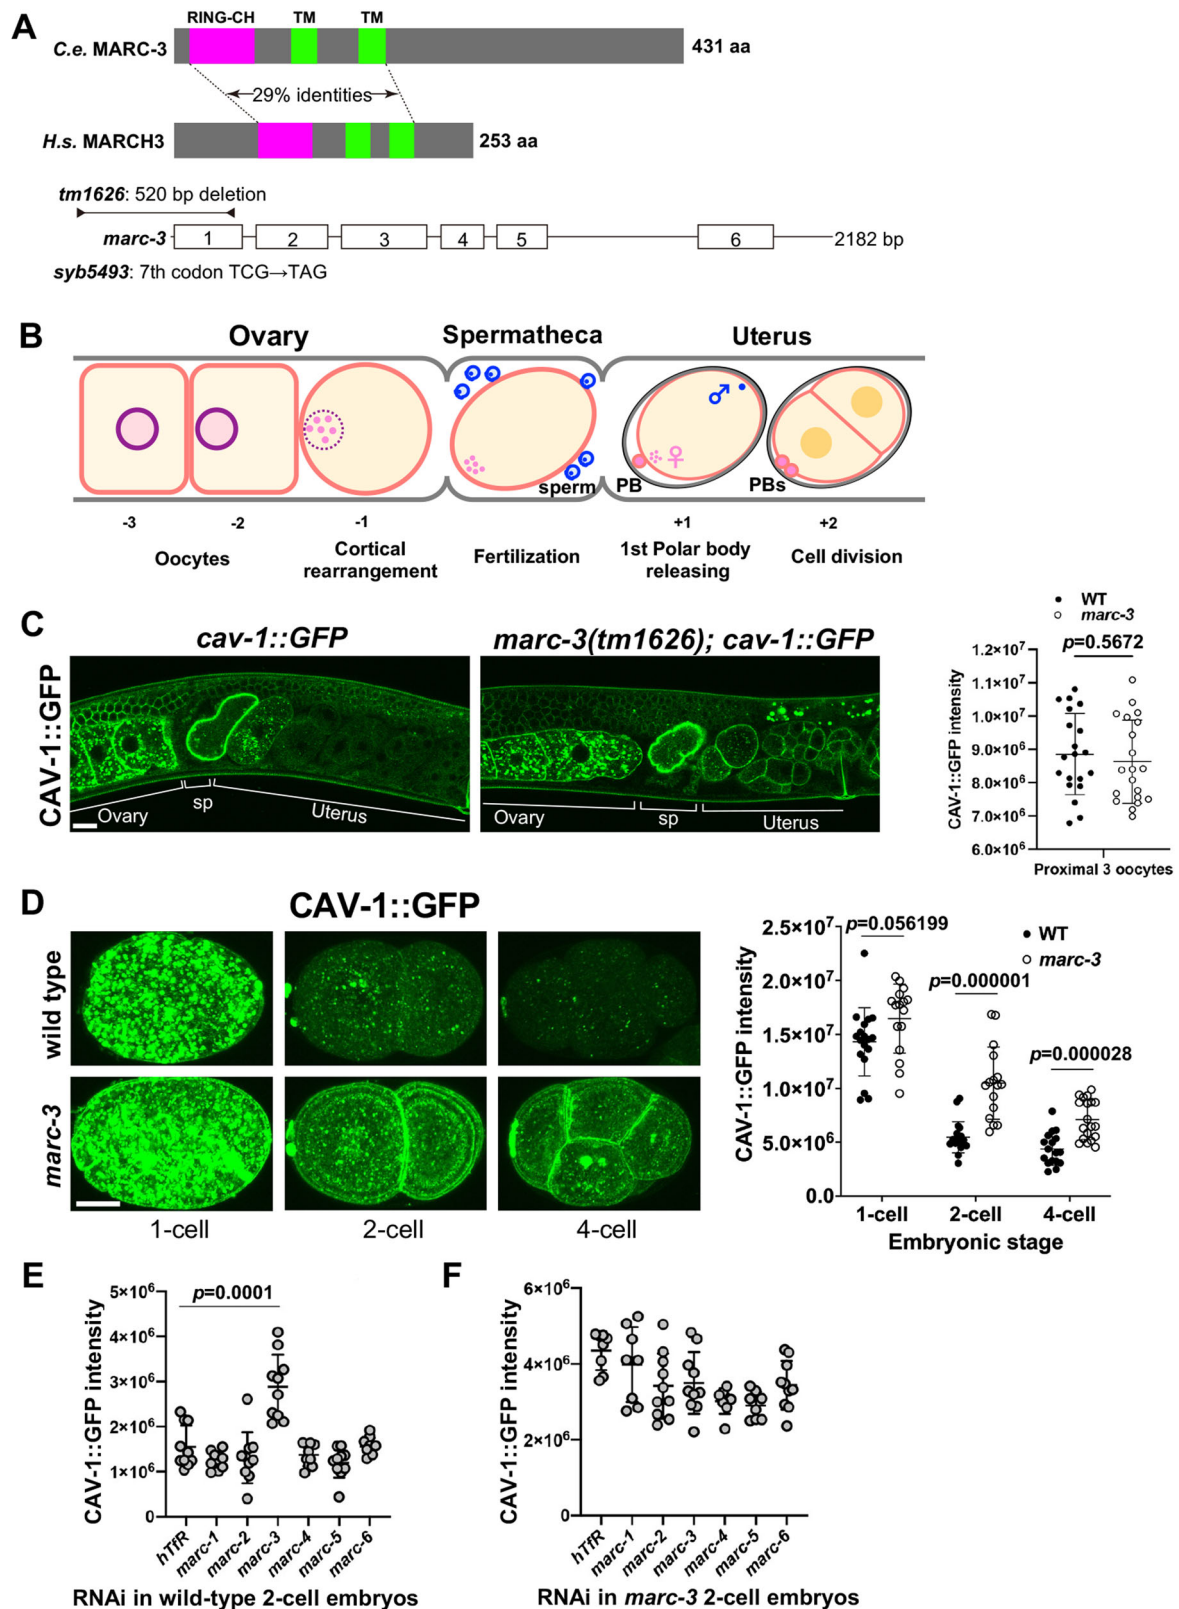 A
RING-CH TM TM
C.e. MARC-3
431 aa
29% identities
H.s. MARCH3
253 aa
tm1626: 520 bp deletion
marc-3 1 2 3 4 5 6 2182 bp
syb5493: 7th codon TCG→TAG
B
Ovary Spermatheca Uterus
♂
♀
sperm PB PBs
-3 -2 -1 +1 +2
Oocytes
Cortical
rearrangement
Fertilization
1st Polar body
releasing
Cell division
C
cav-1::GFP
marc-3(tm1626); cav-1::GFP
CAV-1::GFP
Ovary sp Uterus
Ovary sp Uterus
WT
marc-3
p=0.5672
CAV-1::GFP intensity
1.2×10⁷
1.1×10⁷
1.0×10⁷
9.0×10⁶
8.0×10⁶
7.0×10⁶
6.0×10⁶
Proximal 3 oocytes
D
CAV-1::GFP
wild type
marc-3
1-cell 2-cell 4-cell
CAV-1::GFP intensity
2.5×10⁷
2.0×10⁷
1.5×10⁷
1.0×10⁷
5.0×10⁶
0.0
p=0.056199
WT
marc-3
p=0.000001
p=0.000028
1-cell 2-cell 4-cell
Embryonic stage
E
CAV-1::GFP intensity
5×10⁶
4×10⁶
3×10⁶
2×10⁶
1×10⁶
0
p=0.0001
hTfR marc-1 marc-2 marc-3 marc-4 marc-5 marc-6
RNAi in wild-type 2-cell embryos
F
CAV-1::GFP intensity
6×10⁶
4×10⁶
2×10⁶
0
hTfR marc-1 marc-2 marc-3 marc-4 marc-5 marc-6
RNAi in marc-3 2-cell embryos